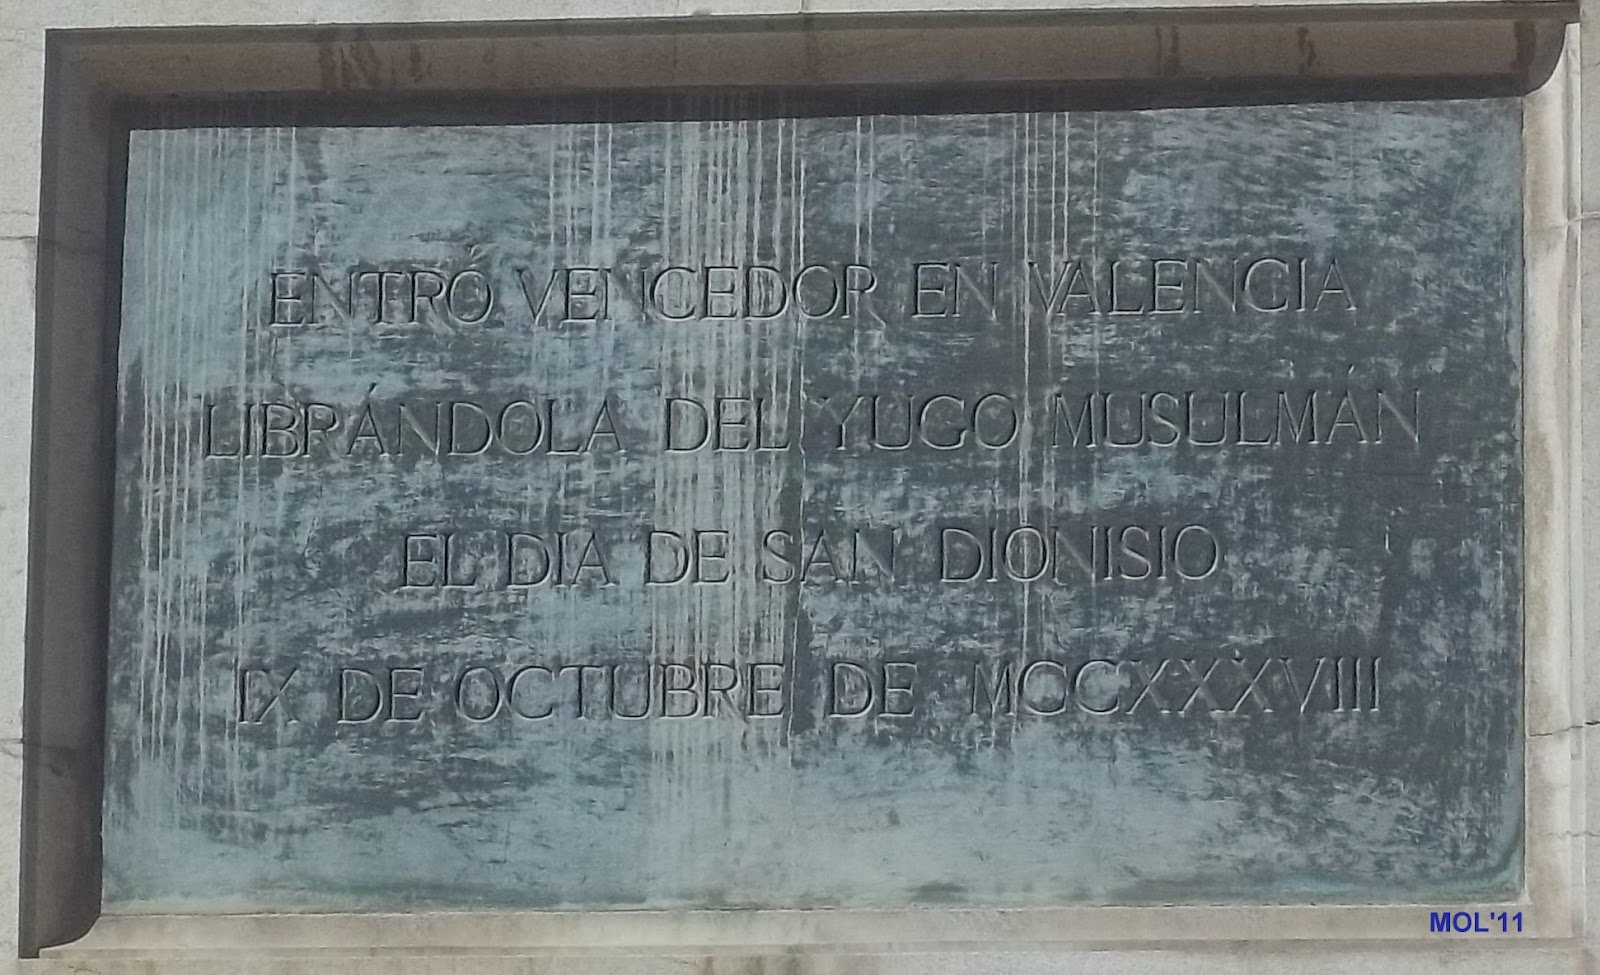 ENTRÓ VENCEDOR EN VALENCIA
LIBRÁNDOLA DEL YUGO MUSULMÁN
EL DIA DE SAN DIONISIO
IX DE OCTUBRE DE MCCXXXVIII
MOL'11